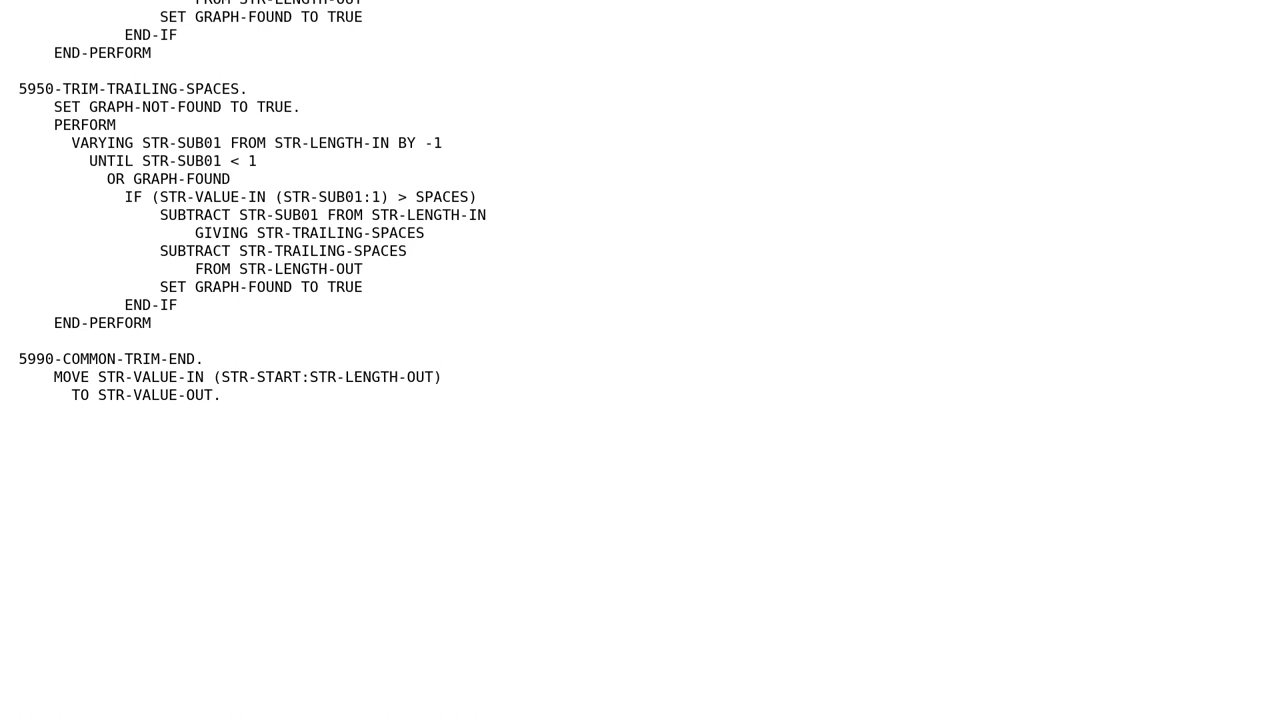 FROM STR-LENGTH-OUT
SET GRAPH-FOUND TO TRUE
END-IF
END-PERFORM
5950-TRIM-TRAILING-SPACES.
SET GRAPH-NOT-FOUND TO TRUE.
PERFORM
VARYING STR-SUB01 FROM STR-LENGTH-IN BY -1
UNTIL STR-SUB01 < 1
OR GRAPH-FOUND
IF (STR-VALUE-IN (STR-SUB01:1) > SPACES)
SUBTRACT STR-SUB01 FROM STR-LENGTH-IN
GIVING STR-TRAILING-SPACES
SUBTRACT STR-TRAILING-SPACES
FROM STR-LENGTH-OUT
SET GRAPH-FOUND TO TRUE
END-IF
END-PERFORM
5990-COMMON-TRIM-END.
MOVE STR-VALUE-IN (STR-START:STR-LENGTH-OUT)
TO STR-VALUE-OUT.